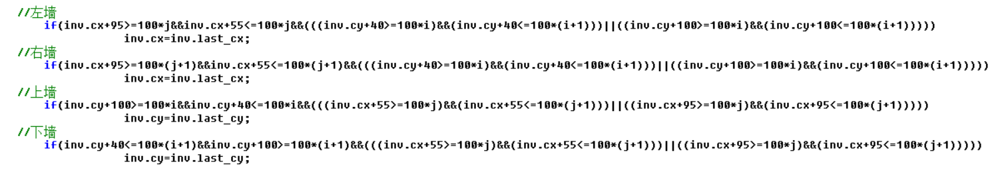 //左墙
if(inv.cx+95>=100*j&&inv.cx+55<=100*j&&(((inv.cy+40>=100*i)&&(inv.cy+40<=100*(i+1)))||((inv.cy+100>=100*i)&&(inv.cy+100<=100*(i+1)))))
inv.cx=inv.last_cx;
//右墙
if(inv.cx+95>=100*(j+1)&&inv.cx+55<=100*(j+1)&&(((inv.cy+40>=100*i)&&(inv.cy+40<=100*(i+1)))||((inv.cy+100>=100*i)&&(inv.cy+100<=100*(i+1)))))
inv.cx=inv.last_cx;
//上墙
if(inv.cy+100>=100*i&&inv.cy+40<=100*i&&(((inv.cx+55>=100*j)&&(inv.cx+55<=100*(j+1)))||((inv.cx+95>=100*j)&&(inv.cx+95<=100*(j+1)))))
inv.cy=inv.last_cy;
//下墙
if(inv.cy+40<=100*(i+1)&&inv.cy+100>=100*(i+1)&&(((inv.cx+55>=100*j)&&(inv.cx+55<=100*(j+1)))||((inv.cx+95>=100*j)&&(inv.cx+95<=100*(j+1)))))
inv.cy=inv.last_cy;